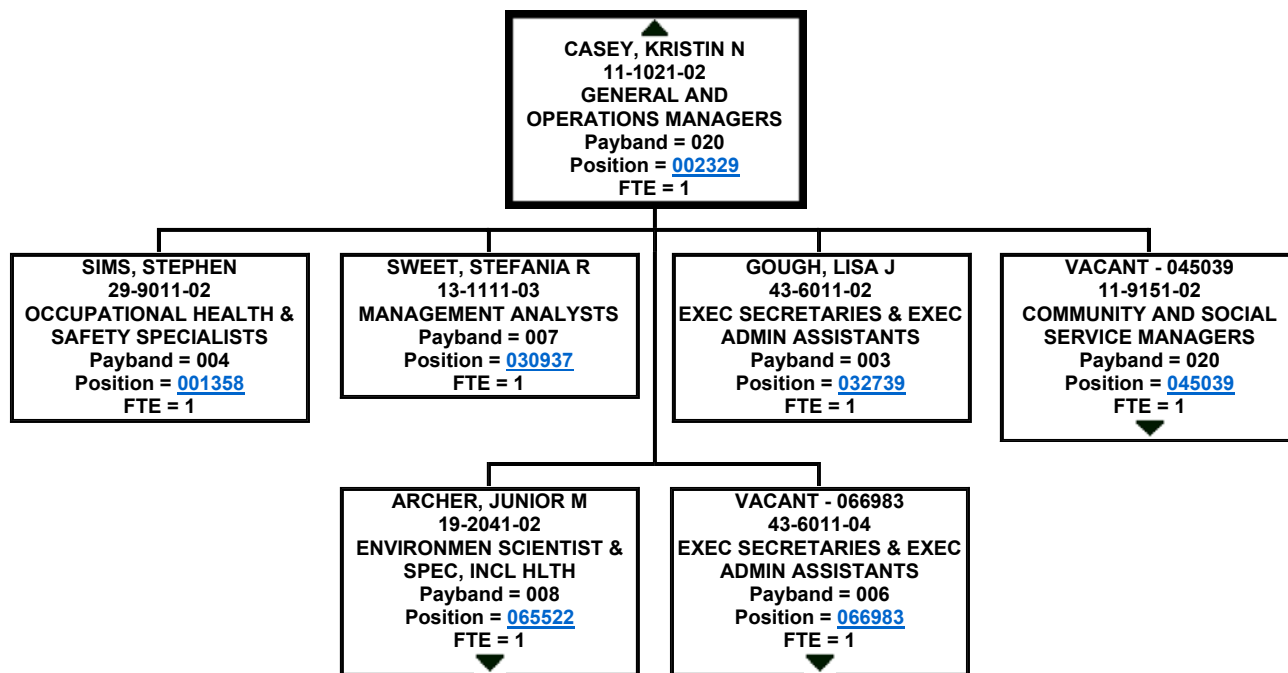 CASEY, KRISTIN N
11-1021-02
GENERAL AND
OPERATIONS MANAGERS
Payband = 020
Position = 002329
FTE = 1
SIMS, STEPHEN
29-9011-02
OCCUPATIONAL HEALTH &
SAFETY SPECIALISTS
Payband = 004
Position = 001358
FTE = 1
SWEET, STEFANIA R
13-1111-03
MANAGEMENT ANALYSTS
Payband = 007
Position = 030937
FTE = 1
GOUGH, LISA J
43-6011-02
EXEC SECRETARIES & EXEC
ADMIN ASSISTANTS
Payband = 003
Position = 032739
FTE = 1
VACANT - 045039
11-9151-02
COMMUNITY AND SOCIAL
SERVICE MANAGERS
Payband = 020
Position = 045039
FTE = 1
ARCHER, JUNIOR M
19-2041-02
ENVIRONMEN SCIENTIST &
SPEC, INCL HLTH
Payband = 008
Position = 065522
FTE = 1
VACANT - 066983
43-6011-04
EXEC SECRETARIES & EXEC
ADMIN ASSISTANTS
Payband = 006
Position = 066983
FTE = 1